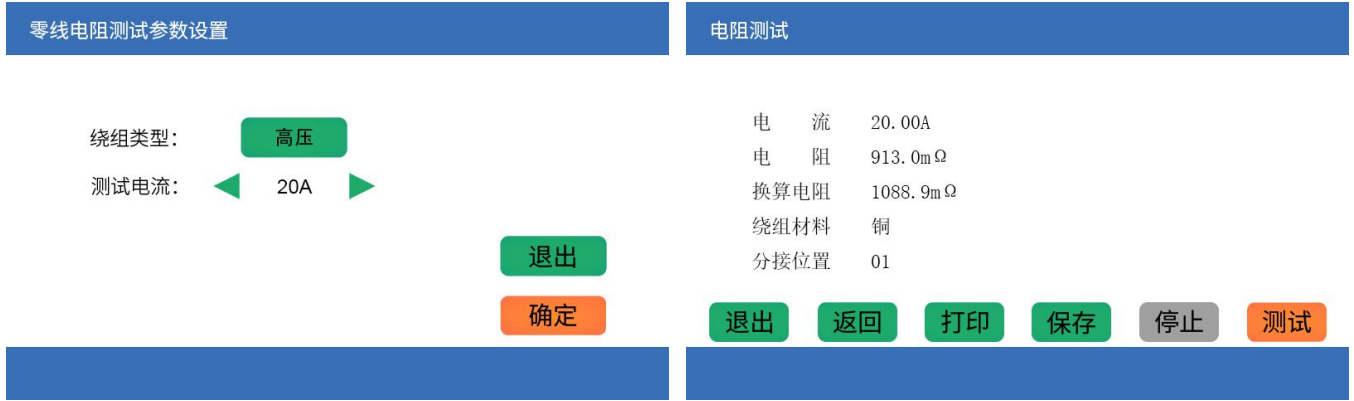 零线电阻测试参数设置
绕组类型： 高压
测试电流： 20A
退出
确定
电阻测试
电 流 20.00A
电 阻 913.0mΩ
换算电阻 1088.9mΩ
绕组材料 铜
分接位置 01
退出 返回 打印 保存 停止 测试